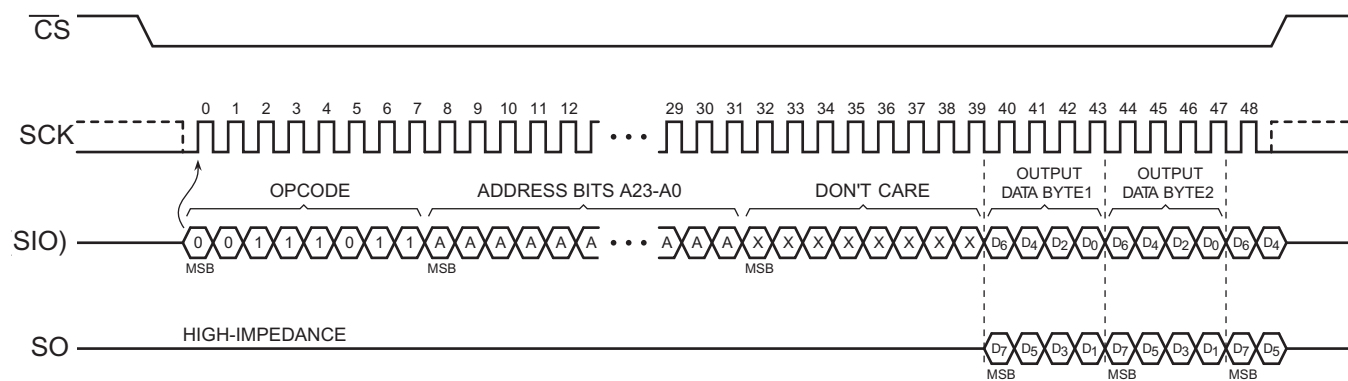 CS
0 1 2 3 4 5 6 7 8 9 10 11 12 29 30 31 32 33 34 35 36 37 38 39 40 41 42 43 44 45 46 47 48
SCK
OPCODE
ADDRESS BITS A23-A0
DON'T CARE
OUTPUT
DATA BYTE1
OUTPUT
DATA BYTE2
SIO) 0 0 1 1 1 0 1 1 A A A A A A A A A X X X X X X X X D6 D4 D2 D0 D6 D4 D2 D0 D6 D4
MSB MSB MSB
HIGH-IMPEDANCE
SO D7 D5 D3 D1 D7 D5 D3 D1 D7 D5
MSB MSB MSB